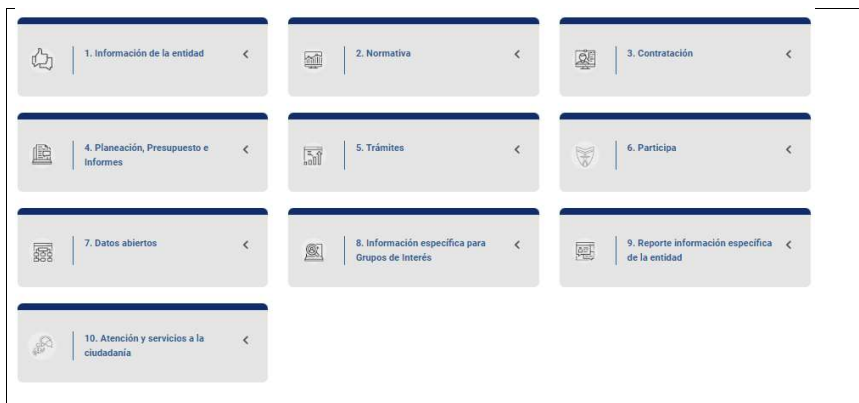 1. Información de la entidad
2. Normativa
3. Contratación
4. Planeación, Presupuesto e
Informes
5. Trámites
6. Participa
7. Datos abiertos
8. Información específica para
Grupos de Interés
9. Reporte información específica
de la entidad
10. Atención y servicios a la
ciudadanía